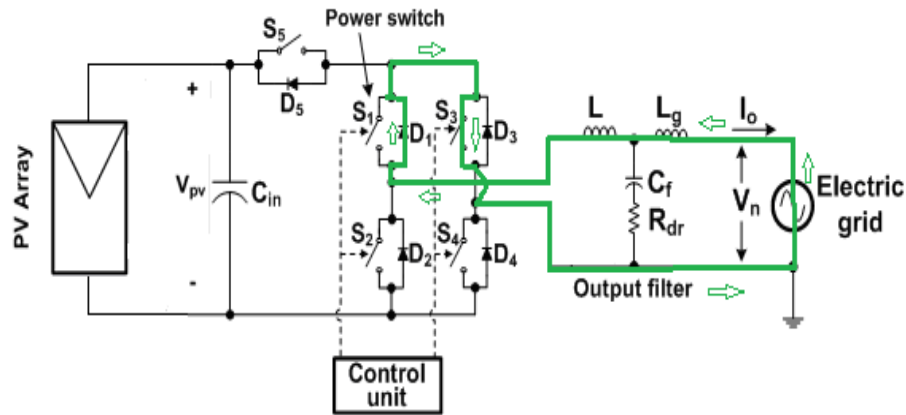 Power switch
S5
D5
+
PV Array
Vpv
Cin
-
S1
D1
S3
D3
S2
D2
S4
D4
L
Lg
Io
Cf
Rdr
Vn
Electric
grid
Output filter
Control
unit